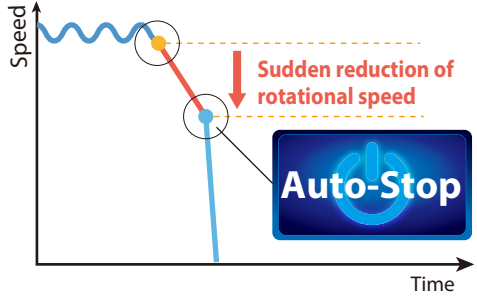 Speed
Sudden reduction of
rotational speed
Auto-Stop
Time